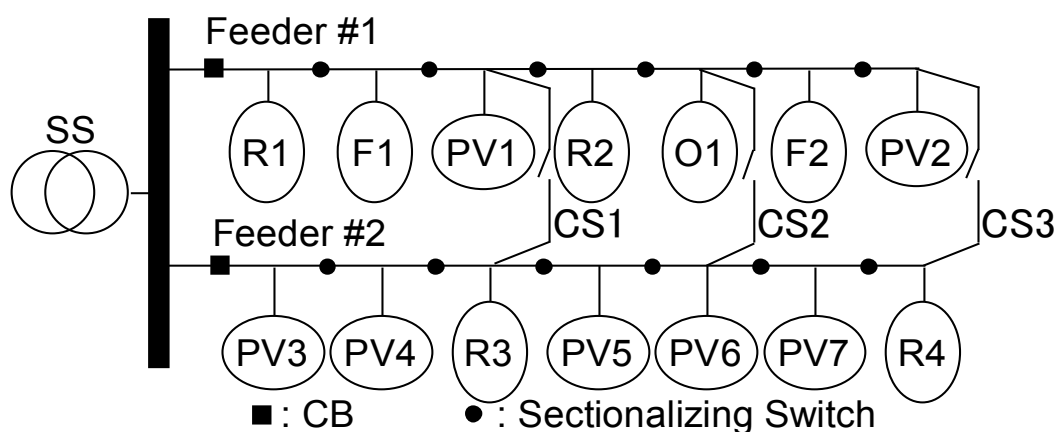 Feeder #1
SS
R1 F1 PV1 R2 O1 F2 PV2
CS1 CS2 CS3
Feeder #2
PV3 PV4 R3 PV5 PV6 PV7 R4
■ : CB ● : Sectionalizing Switch